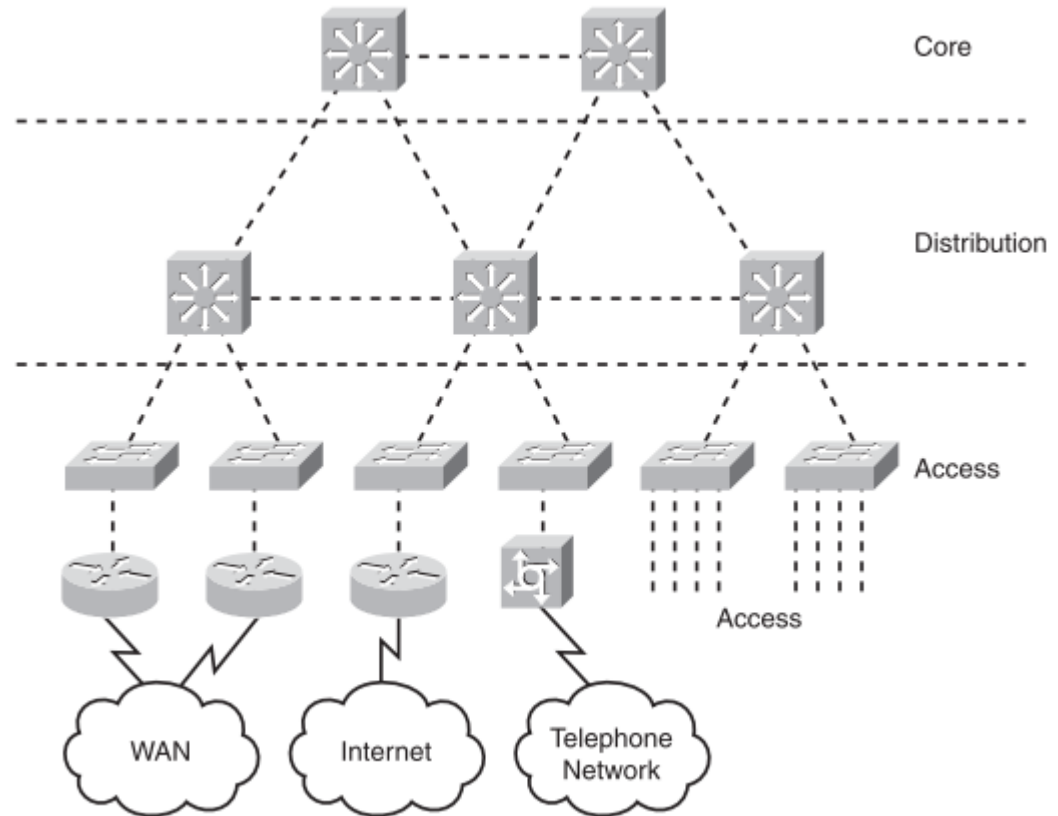 Core
Distribution
Access
Access
WAN
Internet
Telephone
Network